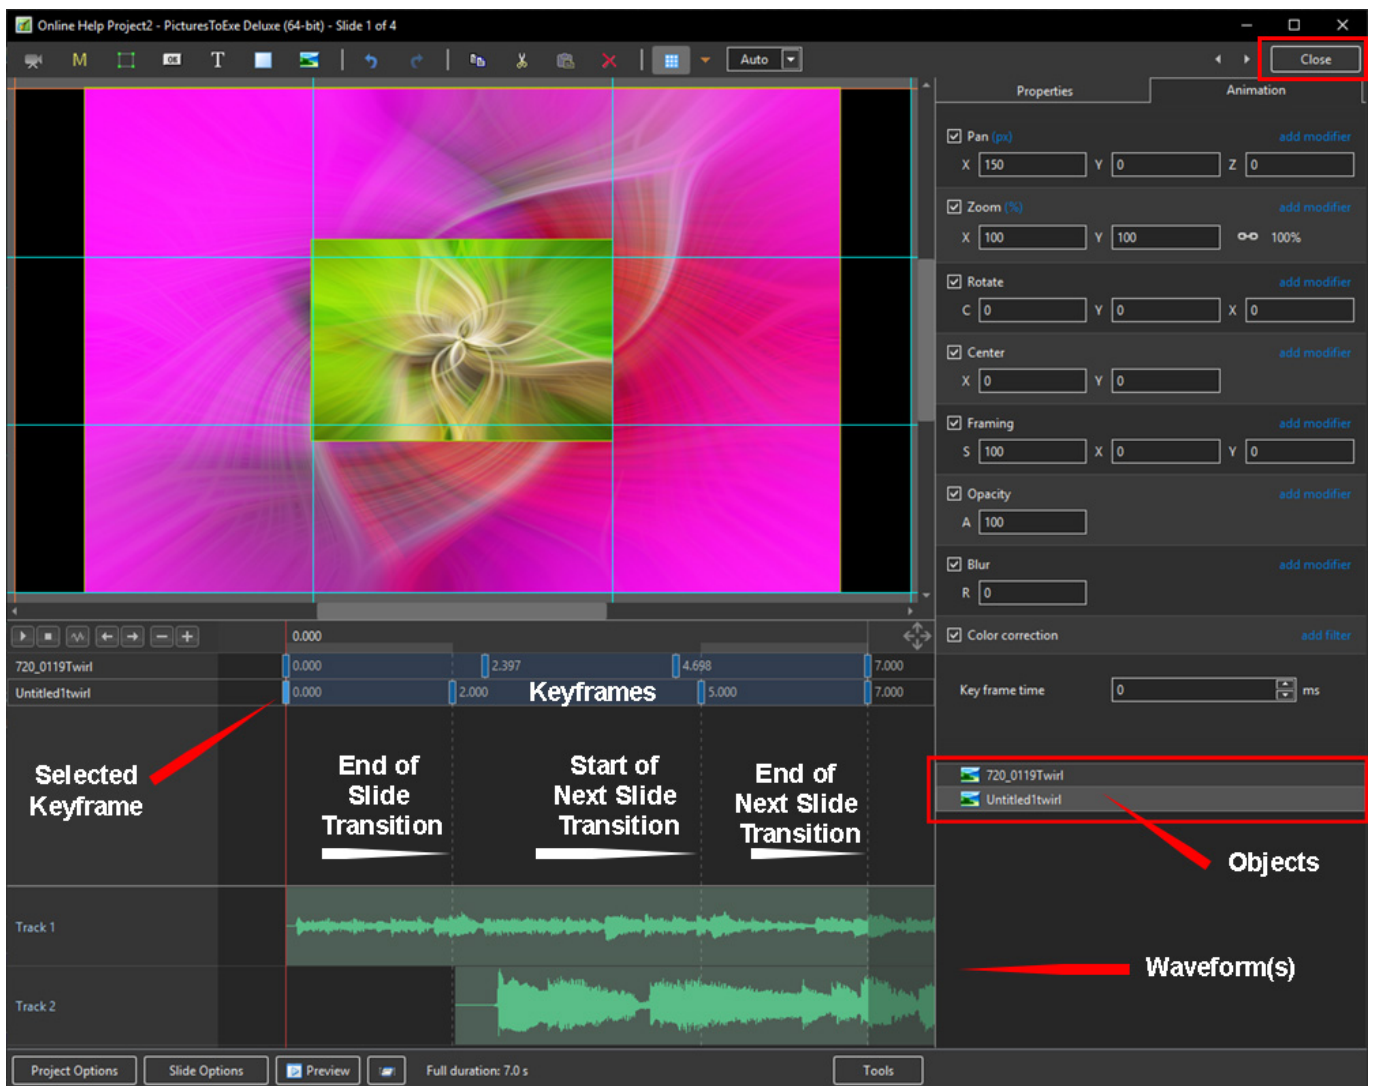 Online Help Project2 - PicturesToExe Deluxe (64-bit) - Slide 1 of 4
M OK T Auto Close
Properties Animation
Pan (px) add modifier
X 150 Y 0 Z 0
Zoom (%) add modifier
X 100 Y 100 100%
Rotate add modifier
C 0 Y 0 X 0
Center add modifier
X 0 Y 0
Framing add modifier
S 100 X 0 Y 0
Opacity add modifier
A 100
Blur add modifier
R 0
Color correction add filter
Key frame time 0 ms
720_0119Twirl
Untitled1twirl
Objects
Waveform(s)
0.000
720_0119Twirl 0.000 2.397 4.698 7.000
Untitled1twirl 0.000 2.000 Keyframes 5.000 7.000
Selected
Keyframe
End of
Slide
Transition
Start of
Next Slide
Transition
End of
Next Slide
Transition
Track 1
Track 2
Project Options Slide Options Preview Full duration: 7.0 s Tools